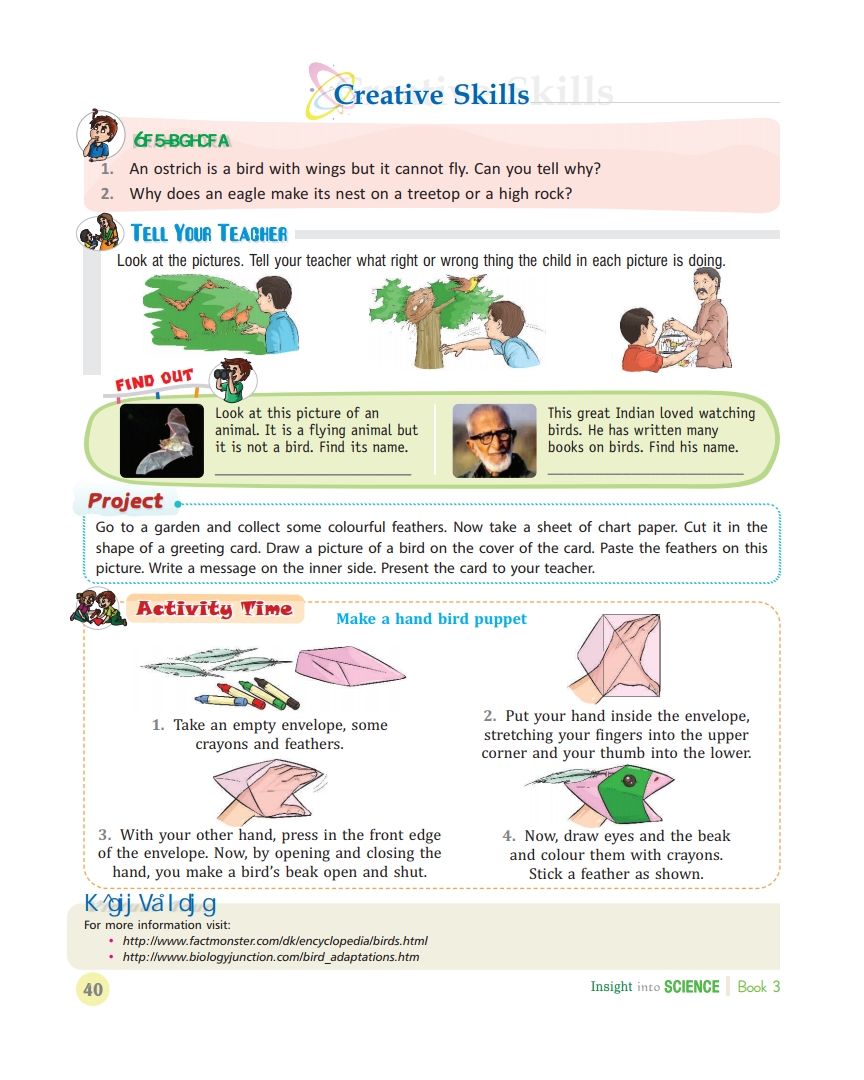 Creative Skills
6F5=BGHCFA
1. An ostrich is a bird with wings but it cannot fly. Can you tell why?
2. Why does an eagle make its nest on a treetop or a high rock?
TELL YOUR TEACHER
Look at the pictures. Tell your teacher what right or wrong thing the child in each picture is doing.
FIND OUT
Look at this picture of an
animal. It is a flying animal but
it is not a bird. Find its name.
This great Indian loved watching
birds. He has written many
books on birds. Find his name.
Project
Go to a garden and collect some colourful feathers. Now take a sheet of chart paper. Cut it in the
shape of a greeting card. Draw a picture of a bird on the cover of the card. Paste the feathers on this
picture. Write a message on the inner side. Present the card to your teacher.
Activity Time
Make a hand bird puppet
1. Take an empty envelope, some
crayons and feathers.
2. Put your hand inside the envelope,
stretching your fingers into the upper
corner and your thumb into the lower.
3. With your other hand, press in the front edge
of the envelope. Now, by opening and closing the
hand, you make a bird's beak open and shut.
4. Now, draw eyes and the beak
and colour them with crayons.
Stick a feather as shown.
For more information visit:
• http://www.factmonster.com/dk/encyclopedia/birds.html
• http://www.biologyjunction.com/bird_adaptations.htm
40
Insight into SCIENCE | Book 3